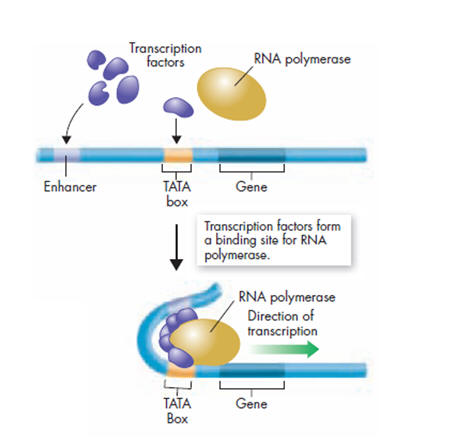 Transcription
factors
RNA polymerase
Enhancer
TATA
box
Gene
Transcription factors form
a binding site for RNA
polymerase.
RNA polymerase
Direction of
transcription
TATA
Box
Gene